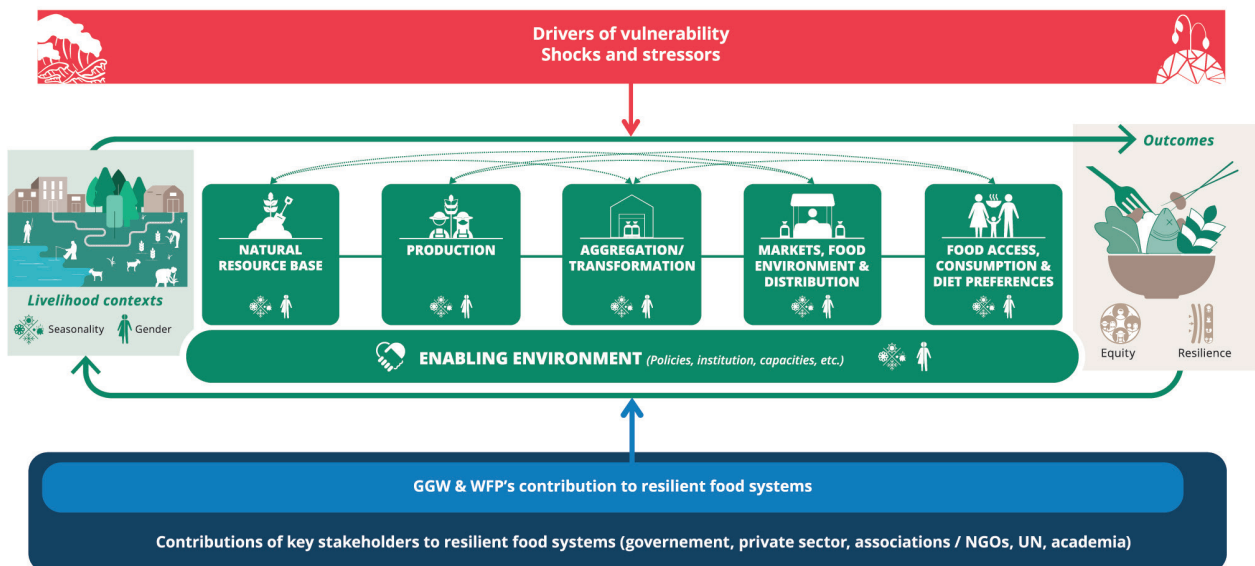 Drivers of vulnerability
Shocks and stressors
Outcomes
NATURAL
RESOURCE BASE
PRODUCTION
AGGREGATION/
TRANSFORMATION
MARKETS, FOOD
ENVIRONMENT &
DISTRIBUTION
FOOD ACCESS,
CONSUMPTION &
DIET PREFERENCES
Livelihood contexts
Seasonality
Gender
ENABLING ENVIRONMENT (Policies, institution, capacities, etc.)
Equity
Resilience
GGW & WFP's contribution to resilient food systems
Contributions of key stakeholders to resilient food systems (governement, private sector, associations / NGOs, UN, academia)